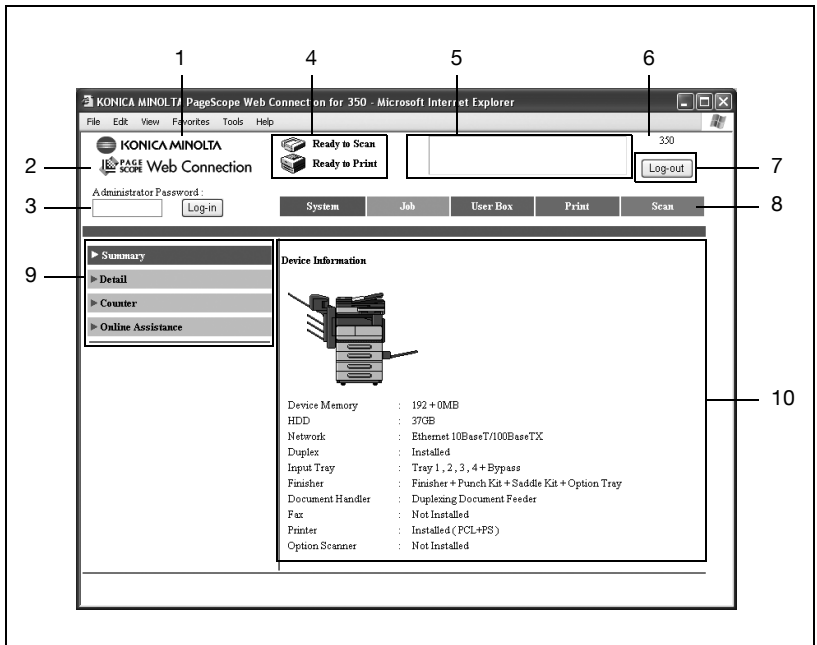 1
4
5
6
KONICA MINOLTA PageScope Web Connection for 350 - Microsoft Internet Explorer
File Edit View Favorites Tools Help
KONICA MINOLTA
Ready to Scan
350
2
PAGE SCOPE Web Connection
Ready to Print
Log-out
7
Administrator Password :
3
Log-in
System Job User Box Print Scan
8
9
Summary
Detail
Counter
Online Assistance
Device Information
Device Memory : 192 + 0MB
HDD : 37GB
Network : Ethernet 10BaseT/100BaseTX
Duplex : Installed
Input Tray : Tray 1 , 2 , 3 , 4 + Bypass
Finisher : Finisher + Punch Kit + Saddle Kit + Option Tray
Document Handler : Duplexing Document Feeder
Fax : Not Installed
Printer : Installed ( PCL+PS )
Option Scanner : Not Installed
10